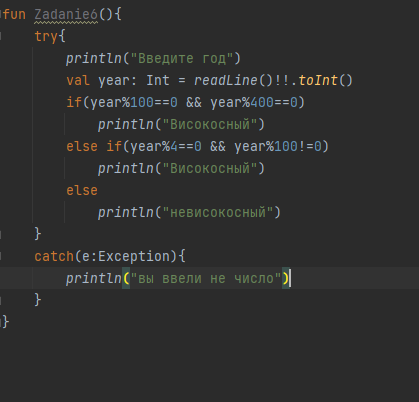 fun Zadanie6(){
try{
println("Введите год")
val year: Int = readLine()!!.toInt()
if(year%100==0 && year%400==0)
println("Високосный")
else if(year%4==0 && year%100!=0)
println("Високосный")
else
println("невисокосный")
}
catch(e:Exception){
println("вы ввели не число")
}
}